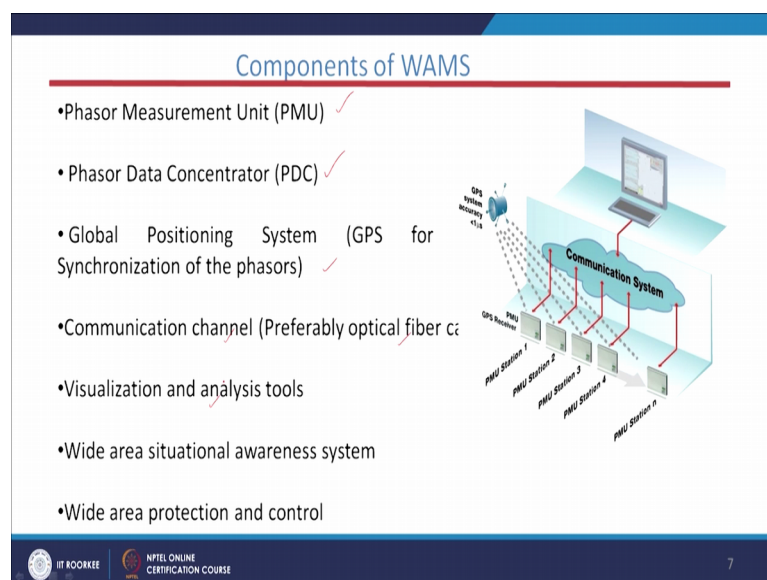 Components of WAMS
•Phasor Measurement Unit (PMU)
• Phasor Data Concentrator (PDC)
• Global Positioning System (GPS for
Synchronization of the phasors)
•Communication channel (Preferably optical fiber ca
•Visualization and analysis tools
•Wide area situational awareness system
•Wide area protection and control
GPS
system
accuracy
<1µs
Communication System
PMU
GPS Receiver
PMU Station 1
PMU Station 2
PMU Station 3
PMU Station 4
PMU Station n
IIT ROORKEE
NPTEL ONLINE
CERTIFICATION COURSE
7